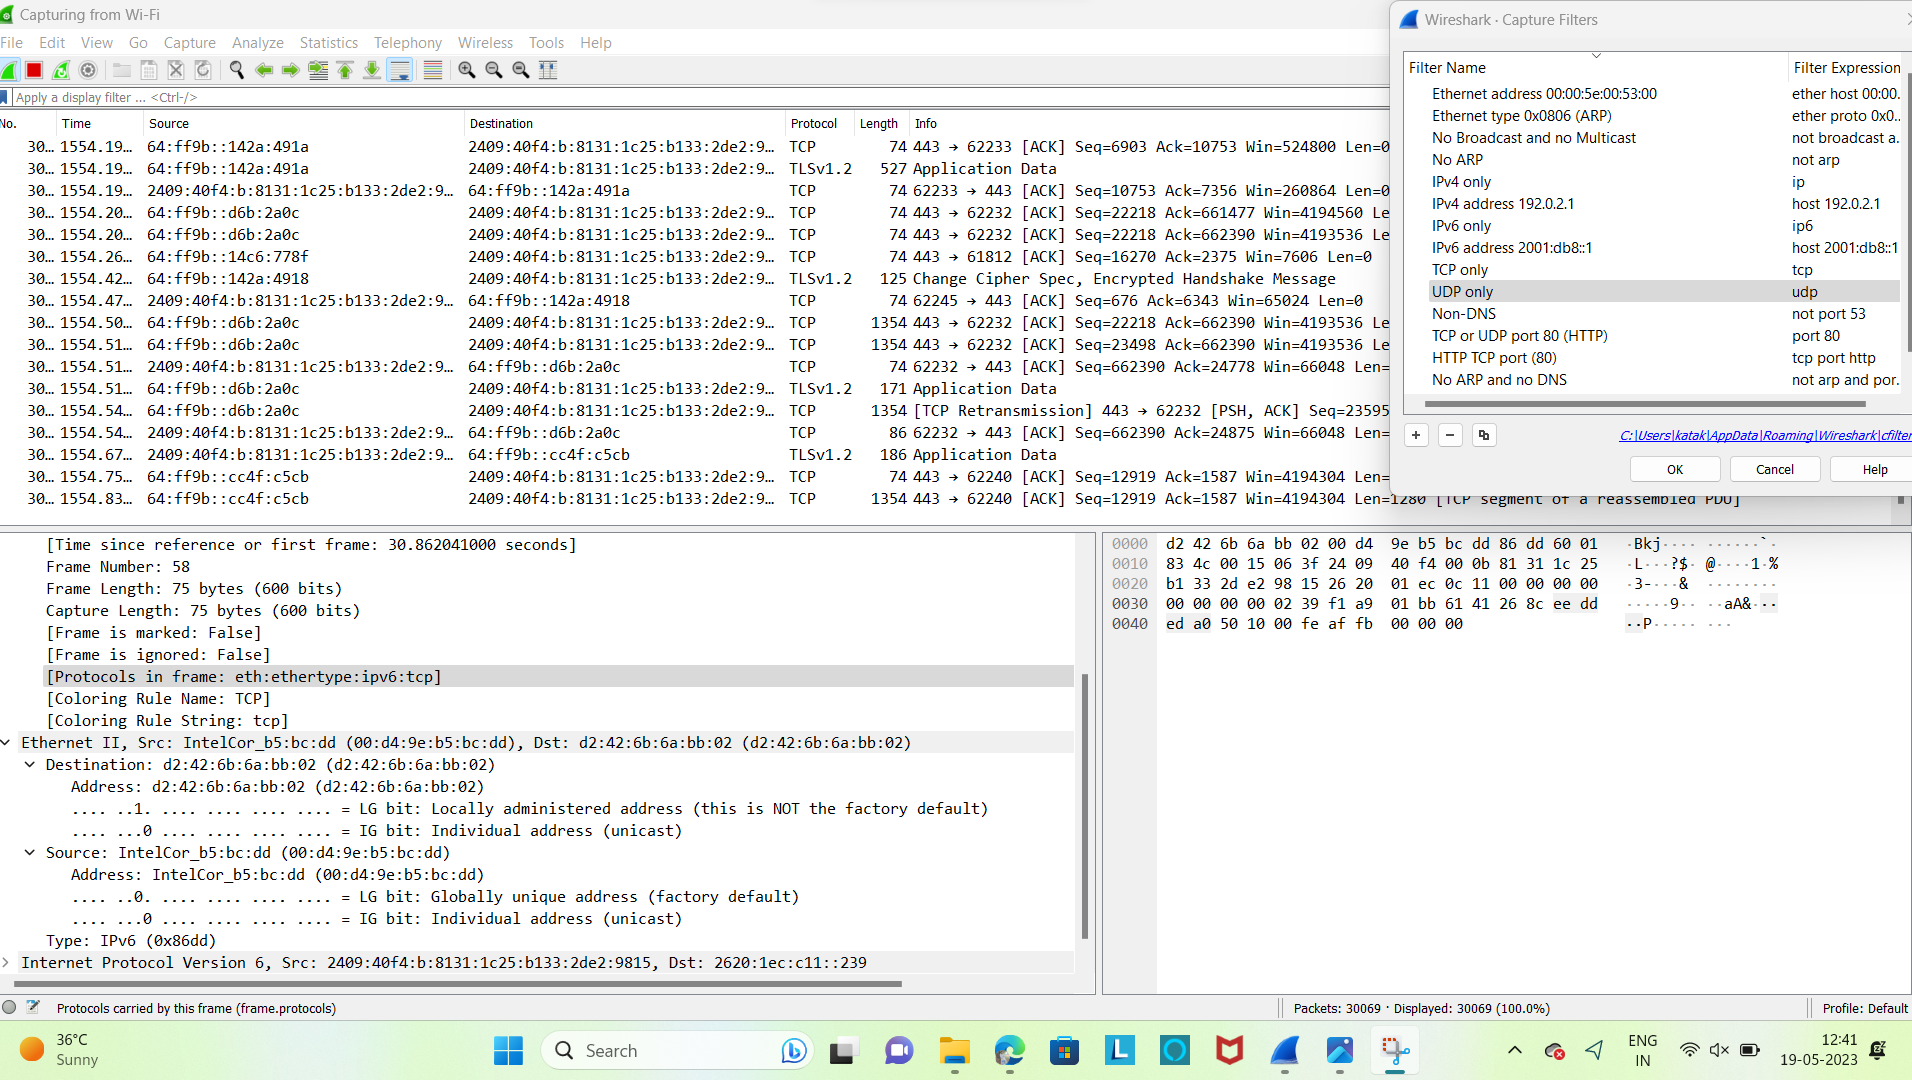 Capturing from Wi-Fi
File Edit View Go Capture Analyze Statistics Telephony Wireless Tools Help
Apply a display filter ... <Ctrl-/>
No. Time Source Destination Protocol Length Info
30... 1554.19... 64:ff9b::142a:491a 2409:40f4:b:8131:1c25:b133:2de2:9... TCP 74 443 → 62233 [ACK] Seq=6903 Ack=10753 Win=524800 Len=0
30... 1554.19... 64:ff9b::142a:491a 2409:40f4:b:8131:1c25:b133:2de2:9... TLSv1.2 527 Application Data
30... 1554.19... 2409:40f4:b:8131:1c25:b133:2de2:9... 64:ff9b::142a:491a TCP 74 62233 → 443 [ACK] Seq=10753 Ack=7356 Win=260864 Len=0
30... 1554.20... 64:ff9b::d6b:2a0c 2409:40f4:b:8131:1c25:b133:2de2:9... TCP 74 443 → 62232 [ACK] Seq=22218 Ack=661477 Win=4194560 Le
30... 1554.20... 64:ff9b::d6b:2a0c 2409:40f4:b:8131:1c25:b133:2de2:9... TCP 74 443 → 62232 [ACK] Seq=22218 Ack=662390 Win=4193536 Le
30... 1554.26... 64:ff9b::14c6:778f 2409:40f4:b:8131:1c25:b133:2de2:9... TCP 74 443 → 61812 [ACK] Seq=16270 Ack=2375 Win=7606 Len=0
30... 1554.42... 64:ff9b::142a:4918 2409:40f4:b:8131:1c25:b133:2de2:9... TLSv1.2 125 Change Cipher Spec, Encrypted Handshake Message
30... 1554.47... 2409:40f4:b:8131:1c25:b133:2de2:9... 64:ff9b::142a:4918 TCP 74 62245 → 443 [ACK] Seq=676 Ack=6343 Win=65024 Len=0
30... 1554.50... 64:ff9b::d6b:2a0c 2409:40f4:b:8131:1c25:b133:2de2:9... TCP 1354 443 → 62232 [ACK] Seq=22218 Ack=662390 Win=4193536 Le
30... 1554.51... 64:ff9b::d6b:2a0c 2409:40f4:b:8131:1c25:b133:2de2:9... TCP 1354 443 → 62232 [ACK] Seq=23498 Ack=662390 Win=4193536 Le
30... 1554.51... 2409:40f4:b:8131:1c25:b133:2de2:9... 64:ff9b::d6b:2a0c TCP 74 62232 → 443 [ACK] Seq=662390 Ack=24778 Win=66048 Len=
30... 1554.51... 64:ff9b::d6b:2a0c 2409:40f4:b:8131:1c25:b133:2de2:9... TLSv1.2 171 Application Data
30... 1554.54... 64:ff9b::d6b:2a0c 2409:40f4:b:8131:1c25:b133:2de2:9... TCP 1354 [TCP Retransmission] 443 → 62232 [PSH, ACK] Seq=23595
30... 1554.54... 2409:40f4:b:8131:1c25:b133:2de2:9... 64:ff9b::d6b:2a0c TCP 86 62232 → 443 [ACK] Seq=662390 Ack=24875 Win=66048 Len=
30... 1554.67... 2409:40f4:b:8131:1c25:b133:2de2:9... 64:ff9b::cc4f:c5cb TLSv1.2 186 Application Data
30... 1554.75... 64:ff9b::cc4f:c5cb 2409:40f4:b:8131:1c25:b133:2de2:9... TCP 74 443 → 62240 [ACK] Seq=12919 Ack=1587 Win=4194304 Len=
30... 1554.83... 64:ff9b::cc4f:c5cb 2409:40f4:b:8131:1c25:b133:2de2:9... TCP 1354 443 → 62240 [ACK] Seq=12919 Ack=1587 Win=4194304 Len=1280 [TCP segment of a reassembled PDU]
Wireshark · Capture Filters
Filter Name Filter Expression
Ethernet address 00:00:5e:00:53:00 ether host 00:00.
Ethernet type 0x0806 (ARP) ether proto 0x0..
No Broadcast and no Multicast not broadcast a.
No ARP not arp
IPv4 only ip
IPv4 address 192.0.2.1 host 192.0.2.1
IPv6 only ip6
IPv6 address 2001:db8::1 host 2001:db8::1
TCP only tcp
UDP only udp
Non-DNS not port 53
TCP or UDP port 80 (HTTP) port 80
HTTP TCP port (80) tcp port http
No ARP and no DNS not arp and por.
C:\Users\katak\AppData\Roaming\Wireshark\cfilter
OK Cancel Help
[Time since reference or first frame: 30.862041000 seconds]
Frame Number: 58
Frame Length: 75 bytes (600 bits)
Capture Length: 75 bytes (600 bits)
[Frame is marked: False]
[Frame is ignored: False]
[Protocols in frame: eth:ethertype:ipv6:tcp]
[Coloring Rule Name: TCP]
[Coloring Rule String: tcp]
Ethernet II, Src: IntelCor_b5:bc:dd (00:d4:9e:b5:bc:dd), Dst: d2:42:6b:6a:bb:02 (d2:42:6b:6a:bb:02)
Destination: d2:42:6b:6a:bb:02 (d2:42:6b:6a:bb:02)
Address: d2:42:6b:6a:bb:02 (d2:42:6b:6a:bb:02)
.... ..1. .... .... .... .... = LG bit: Locally administered address (this is NOT the factory default)
.... ...0 .... .... .... .... = IG bit: Individual address (unicast)
Source: IntelCor_b5:bc:dd (00:d4:9e:b5:bc:dd)
Address: IntelCor_b5:bc:dd (00:d4:9e:b5:bc:dd)
.... ..0. .... .... .... .... = LG bit: Globally unique address (factory default)
.... ...0 .... .... .... .... = IG bit: Individual address (unicast)
Type: IPv6 (0x86dd)
Internet Protocol Version 6, Src: 2409:40f4:b:8131:1c25:b133:2de2:9815, Dst: 2620:1ec:c11::239
0000 d2 42 6b 6a bb 02 00 d4 9e b5 bc dd 86 dd 60 01 ·Bkj···· ······`·
0010 83 4c 00 15 06 3f 24 09 40 f4 00 0b 81 31 1c 25 ·L···?$· @····1·%
0020 b1 33 2d e2 98 15 26 20 01 ec 0c 11 00 00 00 00 ·3-···& ········
0030 00 00 00 00 02 39 f1 a9 01 bb 61 41 26 8c ee dd ·····9·· ··aA&···
0040 ed a0 50 10 00 fe af fb 00 00 00 ··P····· ···
Protocols carried by this frame (frame.protocols)
Packets: 30069 · Displayed: 30069 (100.0%)
Profile: Default
36°C
Sunny
Search
ENG
IN
12:41
19-05-2023